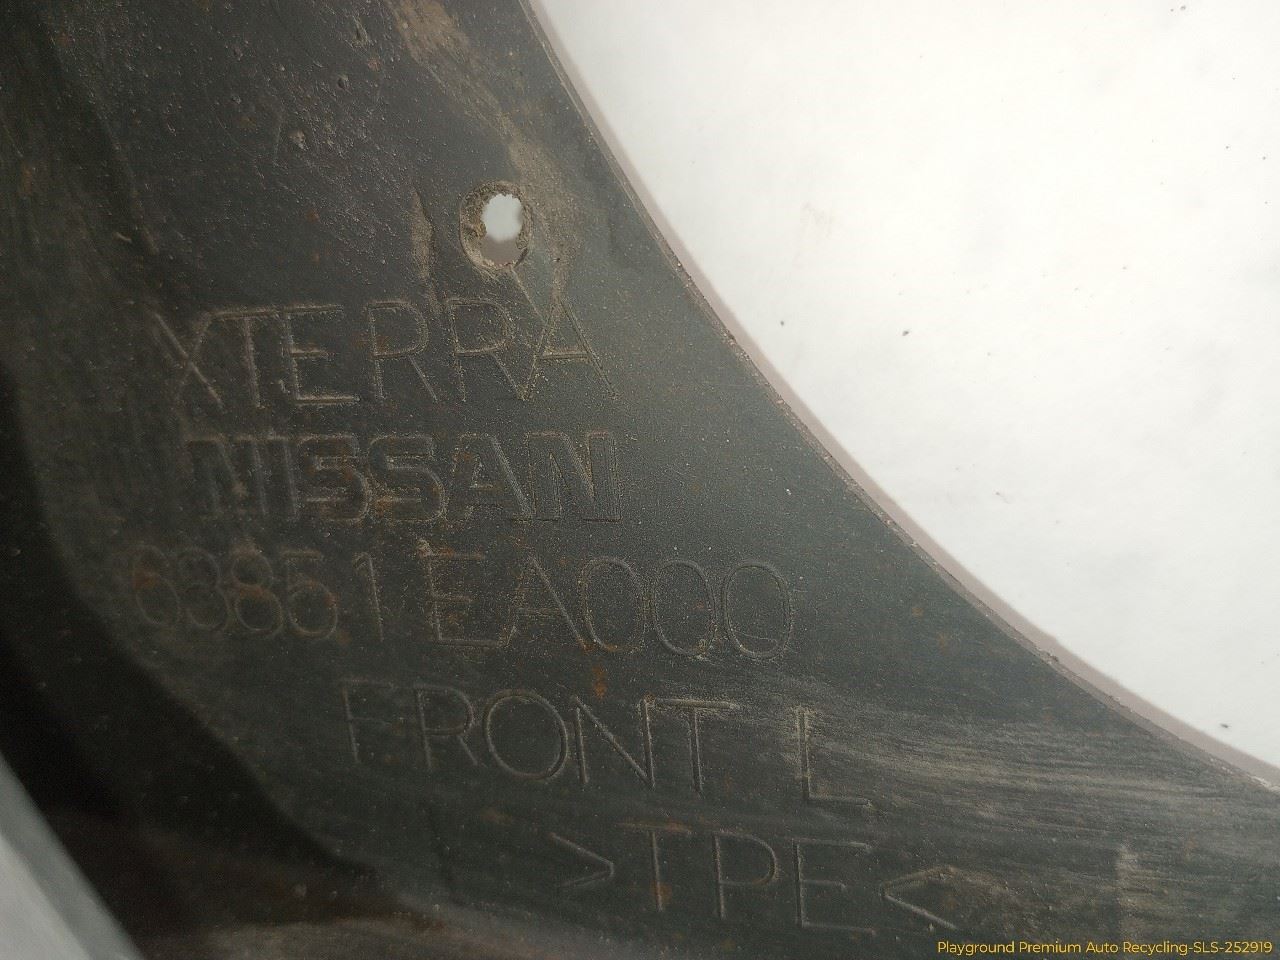 XTERRA
NISSAN
63851EA000
FRONT L
>TPE<
Playground Premium Auto Recycling-SLS-252919